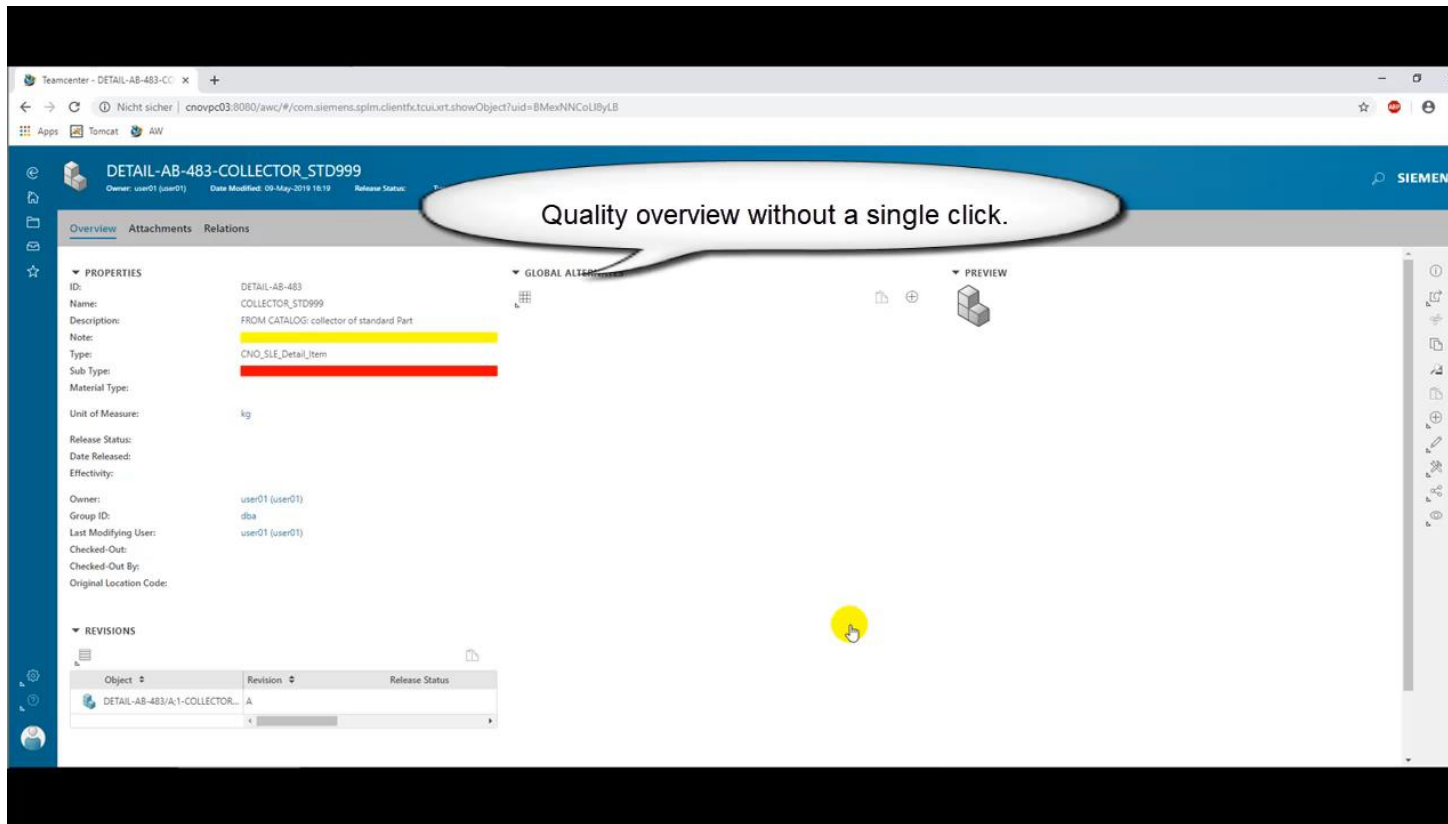 Teamcenter - DETAIL-AB-483-CO
Nicht sicher | cnovpc03:8080/awc/#/com.siemens.splm.clientfx.tcui.xrt.showObject?uid=BMexNNCoLI8yLB
Apps Tomcat AW
DETAIL-AB-483-COLLECTOR_STD999
Owner: user01 (user01) Date Modified: 09-May-2019 16:19 Release Status:
SIEMEN
Quality overview without a single click.
Overview Attachments Relations
PROPERTIES
ID: DETAIL-AB-483
Name: COLLECTOR_STD999
Description: FROM CATALOG: collector of standard Part
Note:
Type: CNO_SLE_Detail_Item
Sub Type:
Material Type:
Unit of Measure: kg
Release Status:
Date Released:
Effectivity:
Owner: user01 (user01)
Group ID: dba
Last Modifying User: user01 (user01)
Checked-Out:
Checked-Out By:
Original Location Code:
REVISIONS
Object Revision Release Status
DETAIL-AB-483/A;1-COLLECTOR... A
GLOBAL
PREVIEW
ABP